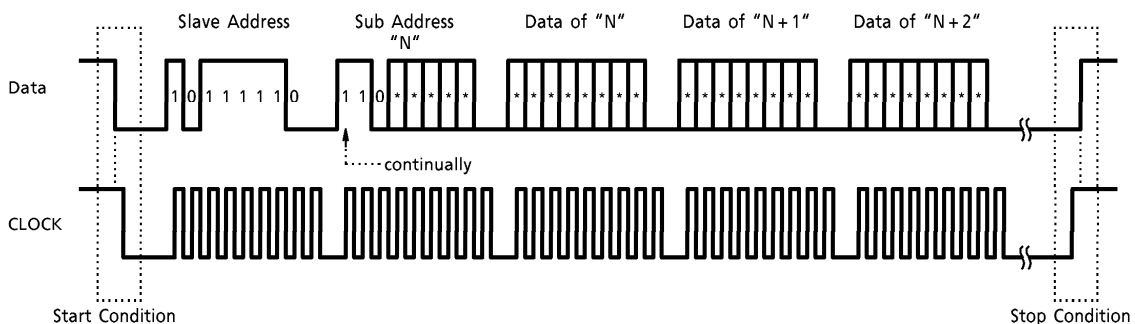 Slave Address
Sub Address
"N"
Data of "N"
Data of "N+1"
Data of "N+2"
Data
1 0 1 1 1 1 1 0
1 1 0 * * * * *
* * * * * * * *
* * * * * * * *
* * * * * * * *
continually
CLOCK
Start Condition
Stop Condition